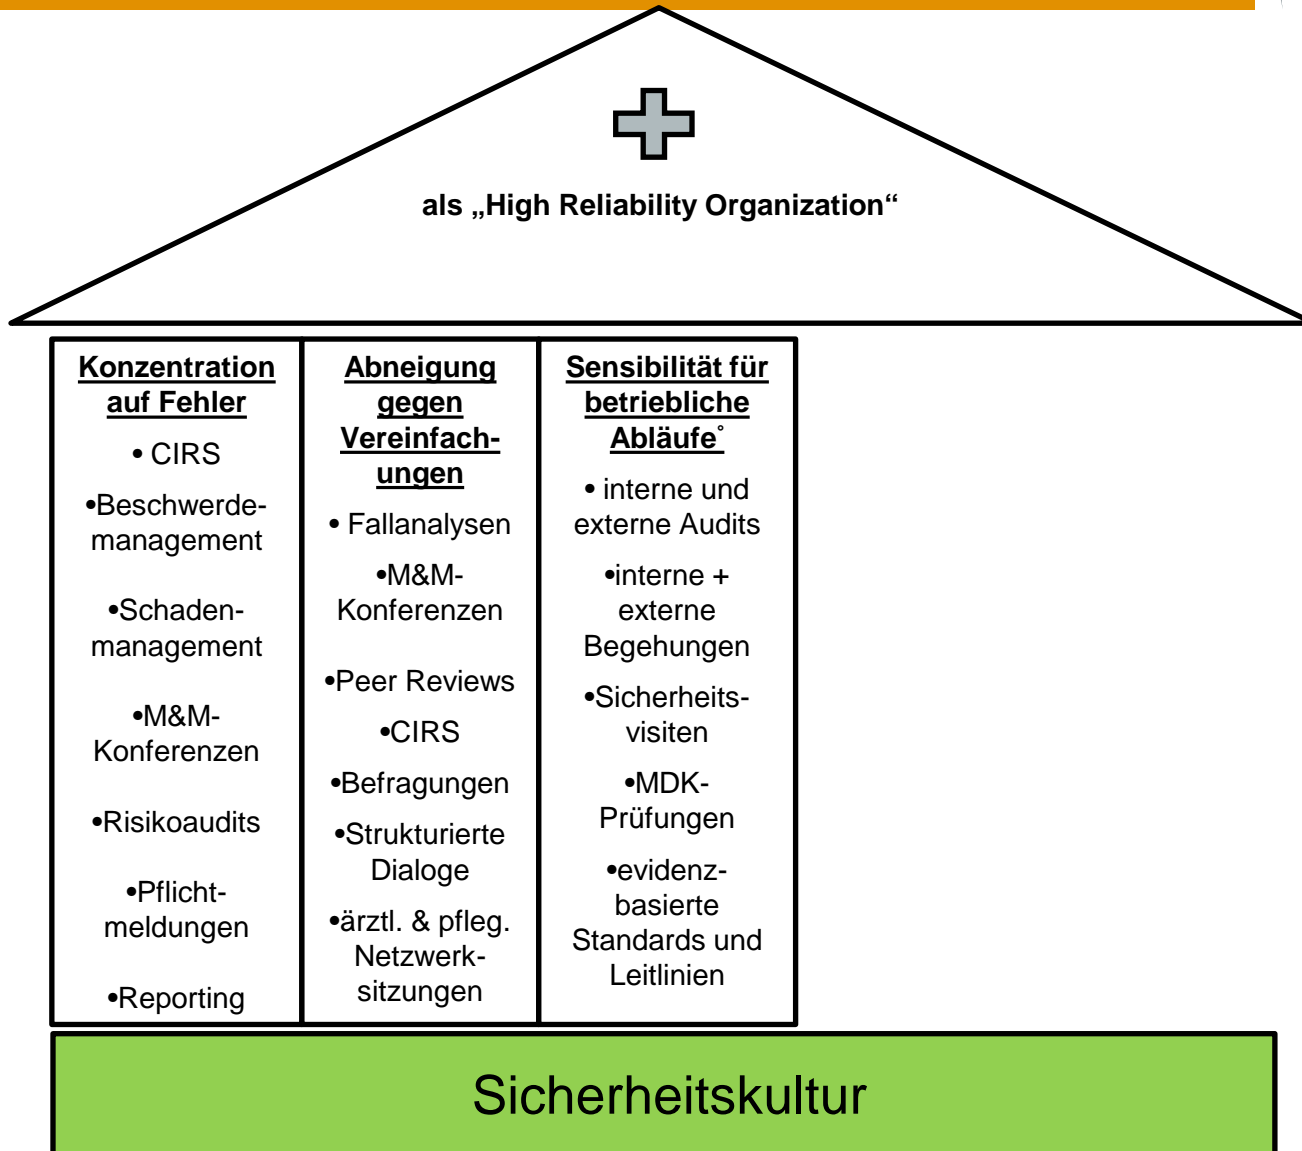 als „High Reliability Organization“
Konzentration
auf Fehler
• CIRS
•Beschwerde-
management
•Schaden-
management
•M&M-
Konferenzen
•Risikoaudits
•Pflicht-
meldungen
•Reporting
Abneigung
gegen
Vereinfach-
ungen
• Fallanalysen
•M&M-
Konferenzen
•Peer Reviews
•CIRS
•Befragungen
•Strukturierte
Dialoge
•ärztl. & pfleg.
Netzwerk-
sitzungen
Sensibilität für
betriebliche
Abläufe°
• interne und
externe Audits
•interne +
externe
Begehungen
•Sicherheits-
visiten
•MDK-
Prüfungen
•evidenz-
basierte
Standards und
Leitlinien
Sicherheitskultur